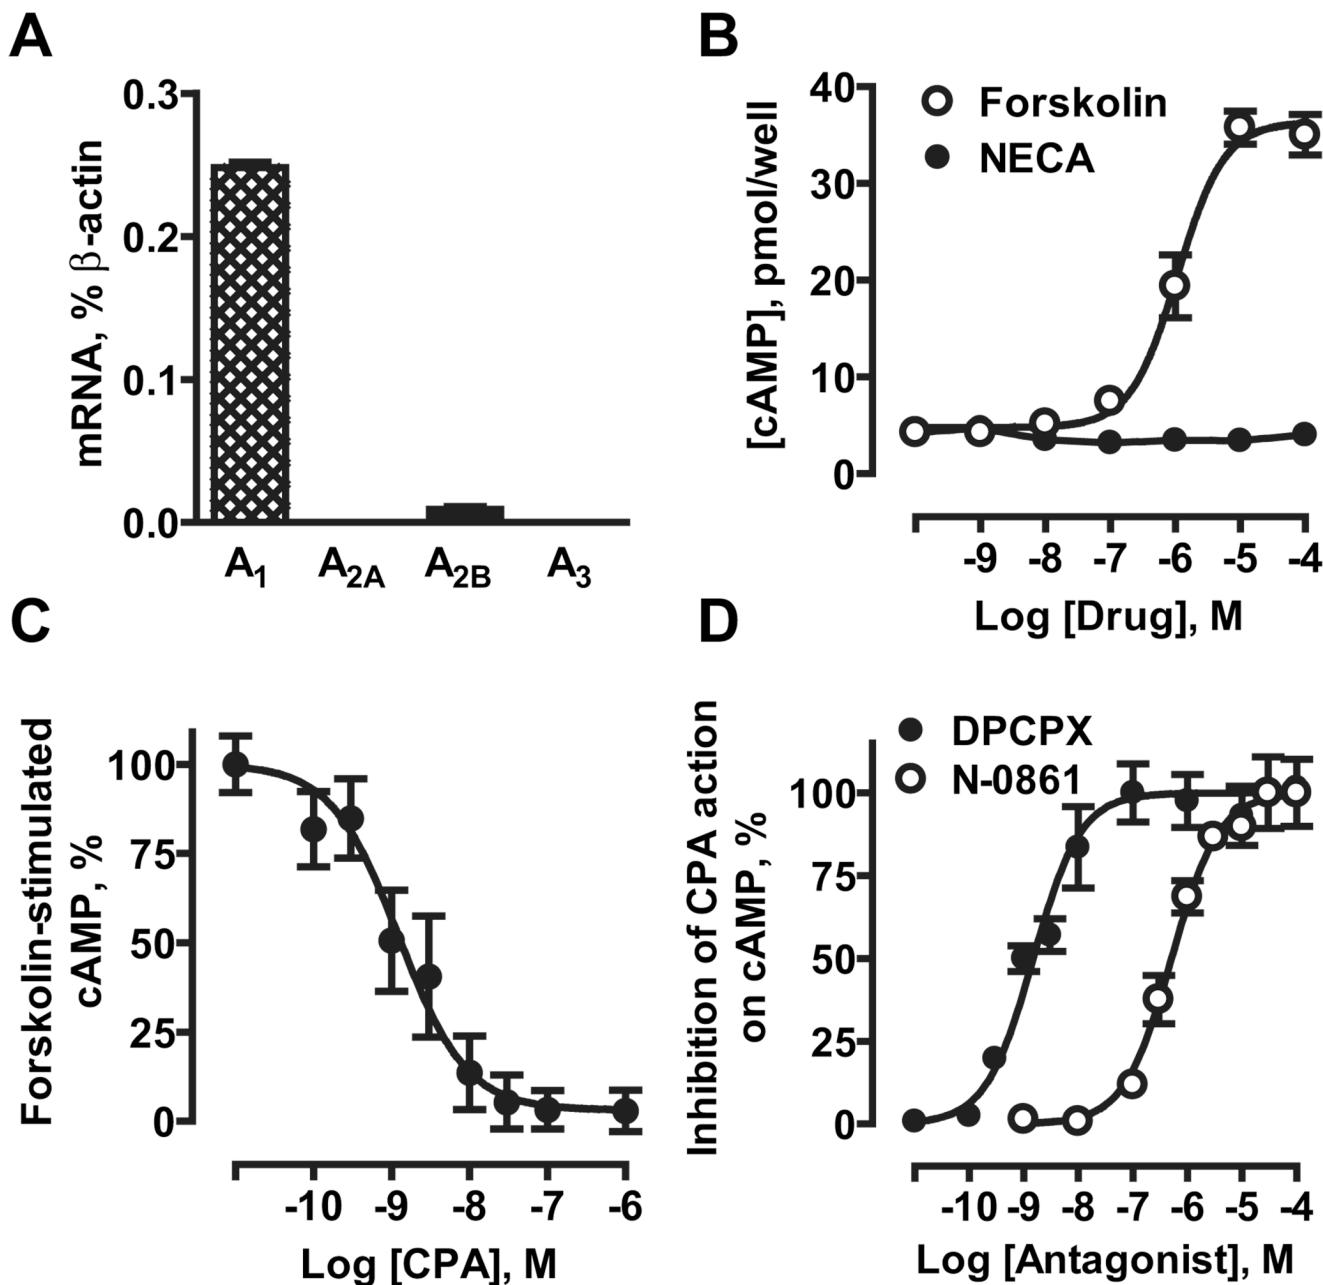 A
mRNA, % β-actin
0.3
0.2
0.1
0.0
A1 A2A A2B A3
B
[cAMP], pmol/well
40
30
20
10
0
Forskolin
NECA
-9 -8 -7 -6 -5 -4
Log [Drug], M
C
Forskolin-stimulated
cAMP, %
100
75
50
25
0
-10 -9 -8 -7 -6
Log [CPA], M
D
Inhibition of CPA action
on cAMP, %
DPCPX
N-0861
100
75
50
25
0
-10 -9 -8 -7 -6 -5 -4
Log [Antagonist], M